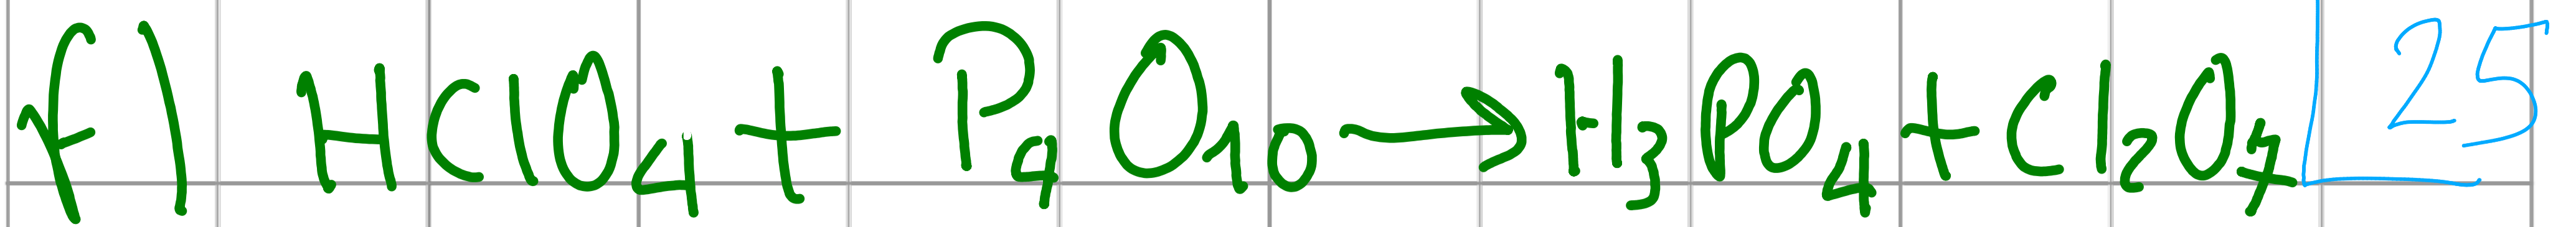 f) HClO4 + P4O10 → H3PO4 + Cl2O7 | 25